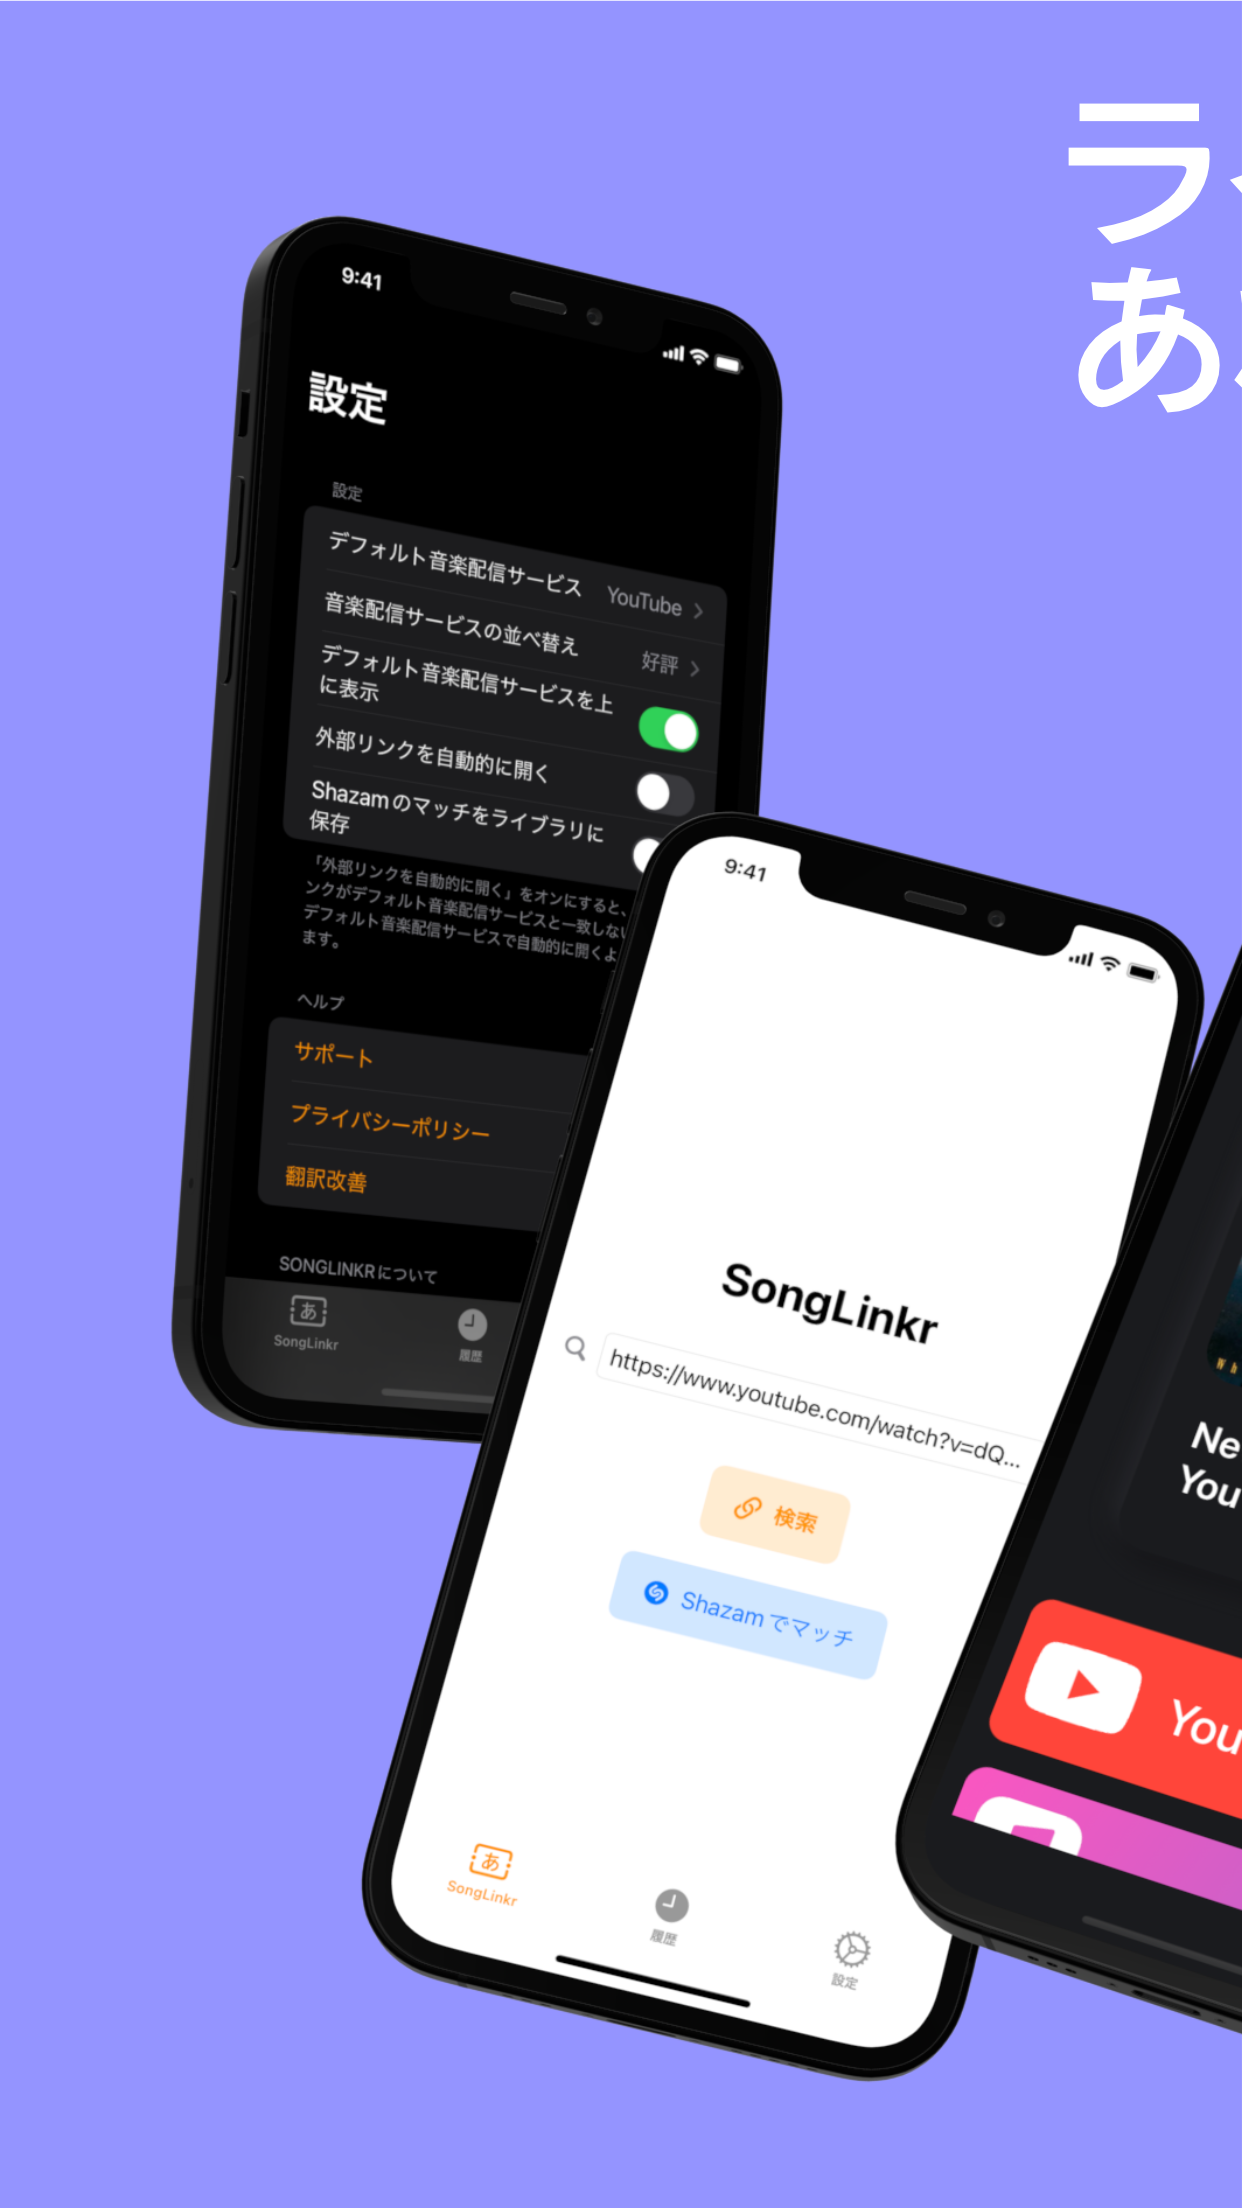 ラ
あ
9:41
設定
設定
デフォルト音楽配信サービス YouTube
音楽配信サービスの並べ替え 好評
デフォルト音楽配信サービスを上
に表示
外部リンクを自動的に開く
Shazamのマッチをライブラリに
保存
「外部リンクを自動的に開く」をオンにすると、
ンクがデフォルト音楽配信サービスと一致しな
デフォルト音楽配信サービスで自動的に開くよ
ます。
ヘルプ
サポート
プライバシーポリシー
翻訳改善
SONGLINKRについて
あ
SongLinkr
履歴
9:41
SongLinkr
https://www.youtube.com/watch?v=dQ...
検索
Shazamでマッチ
あ
SongLinkr
履歴
設定
Wh
Ne
You
You